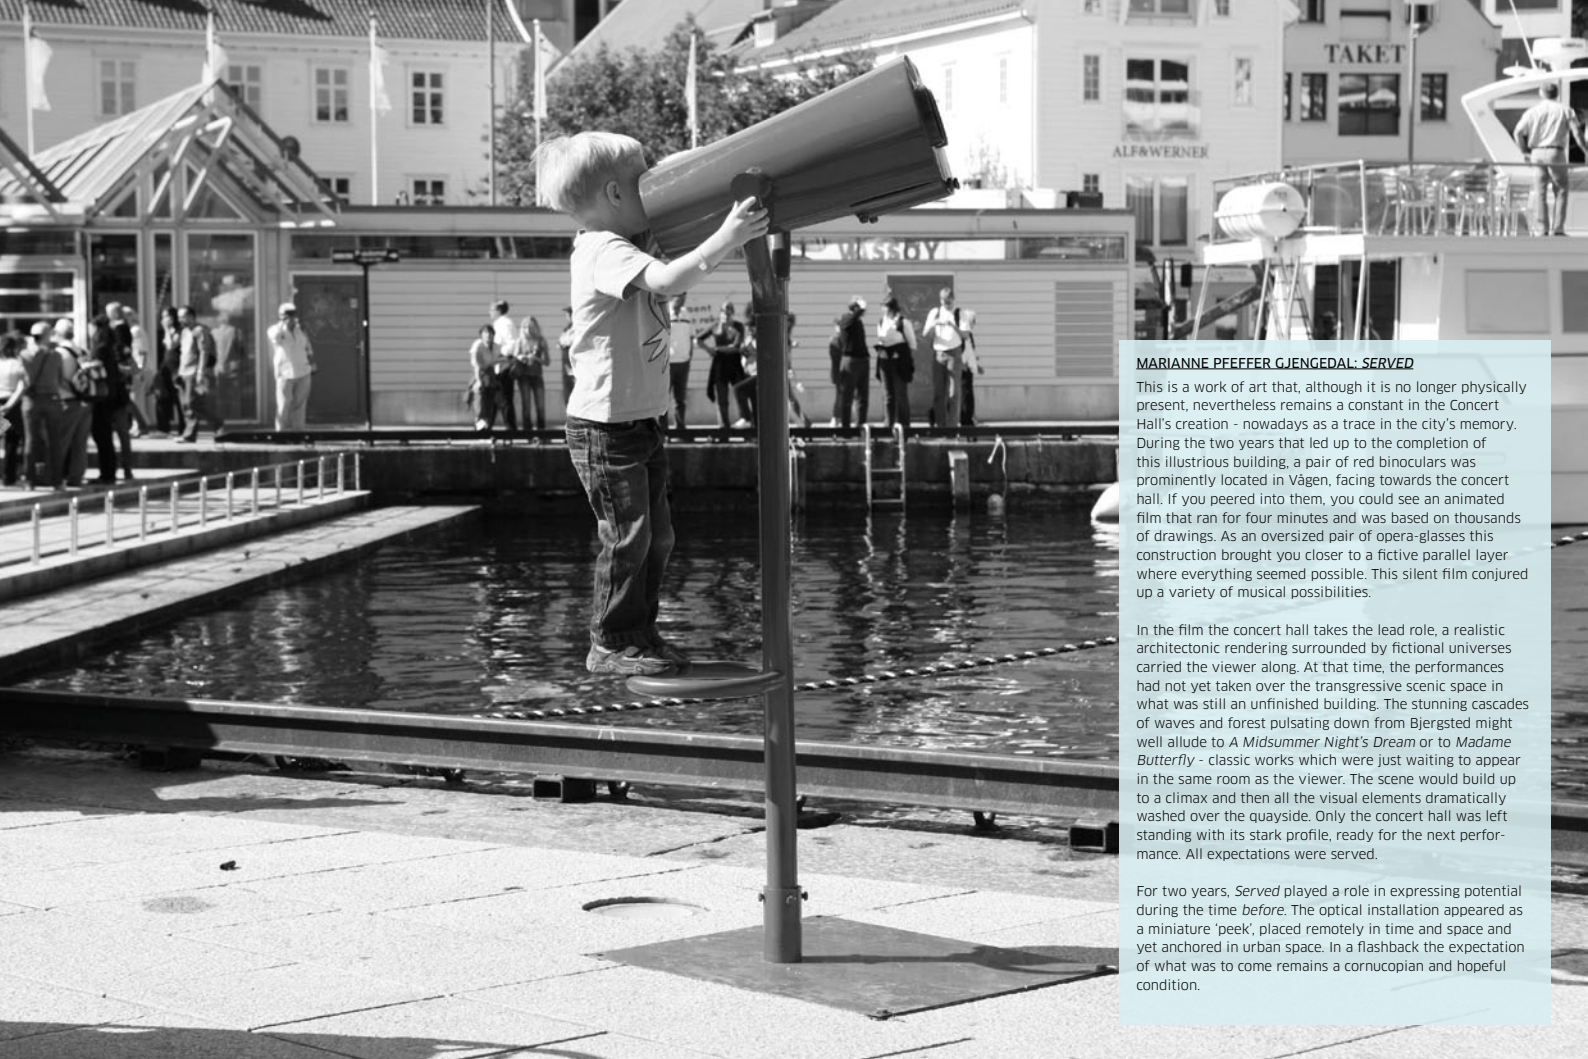 TAKET
ALF&WERNER
VASSØY
MARIANNE PFEFFER GJENGEDAL: SERVED
This is a work of art that, although it is no longer physically
present, nevertheless remains a constant in the Concert
Hall's creation - nowadays as a trace in the city's memory.
During the two years that led up to the completion of
this illustrious building, a pair of red binoculars was
prominently located in Vågen, facing towards the concert
hall. If you peered into them, you could see an animated
film that ran for four minutes and was based on thousands
of drawings. As an oversized pair of opera-glasses this
construction brought you closer to a fictive parallel layer
where everything seemed possible. This silent film conjured
up a variety of musical possibilities.
In the film the concert hall takes the lead role, a realistic
architectonic rendering surrounded by fictional universes
carried the viewer along. At that time, the performances
had not yet taken over the transgressive scenic space in
what was still an unfinished building. The stunning cascades
of waves and forest pulsating down from Bjergsted might
well allude to A Midsummer Night's Dream or to Madame
Butterfly - classic works which were just waiting to appear
in the same room as the viewer. The scene would build up
to a climax and then all the visual elements dramatically
washed over the quayside. Only the concert hall was left
standing with its stark profile, ready for the next perfor-
mance. All expectations were served.
For two years, Served played a role in expressing potential
during the time before. The optical installation appeared as
a miniature 'peek', placed remotely in time and space and
yet anchored in urban space. In a flashback the expectation
of what was to come remains a cornucopian and hopeful
condition.